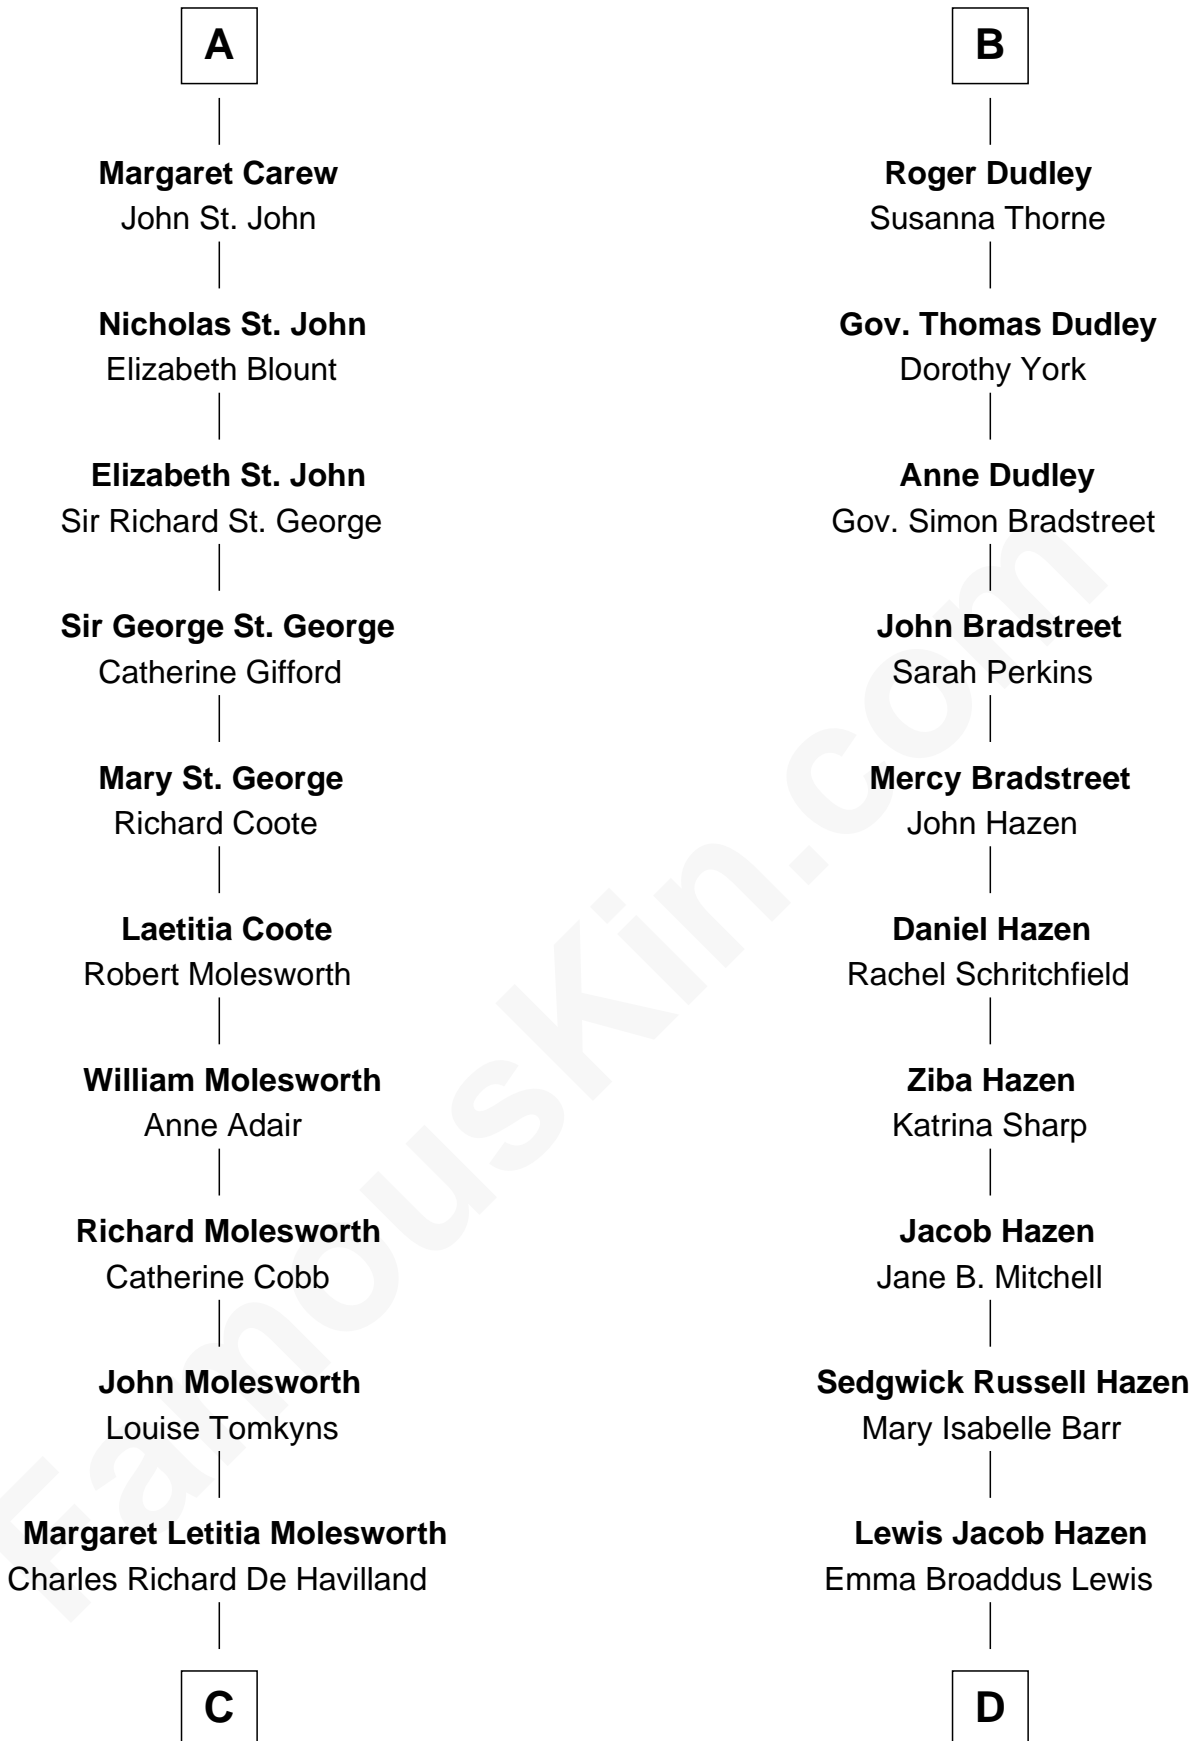 A
Margaret Carew
John St. John
Nicholas St. John
Elizabeth Blount
Elizabeth St. John
Sir Richard St. George
Sir George St. George
Catherine Gifford
Mary St. George
Richard Coote
Laetitia Coote
Robert Molesworth
William Molesworth
Anne Adair
Richard Molesworth
Catherine Cobb
John Molesworth
Louise Tomkyns
Margaret Letitia Molesworth
Charles Richard De Havilland
C
B
Roger Dudley
Susanna Thorne
Gov. Thomas Dudley
Dorothy York
Anne Dudley
Gov. Simon Bradstreet
John Bradstreet
Sarah Perkins
Mercy Bradstreet
John Hazen
Daniel Hazen
Rachel Schritchfield
Ziba Hazen
Katrina Sharp
Jacob Hazen
Jane B. Mitchell
Sedgwick Russell Hazen
Mary Isabelle Barr
Lewis Jacob Hazen
Emma Broaddus Lewis
D
FamousKin.com